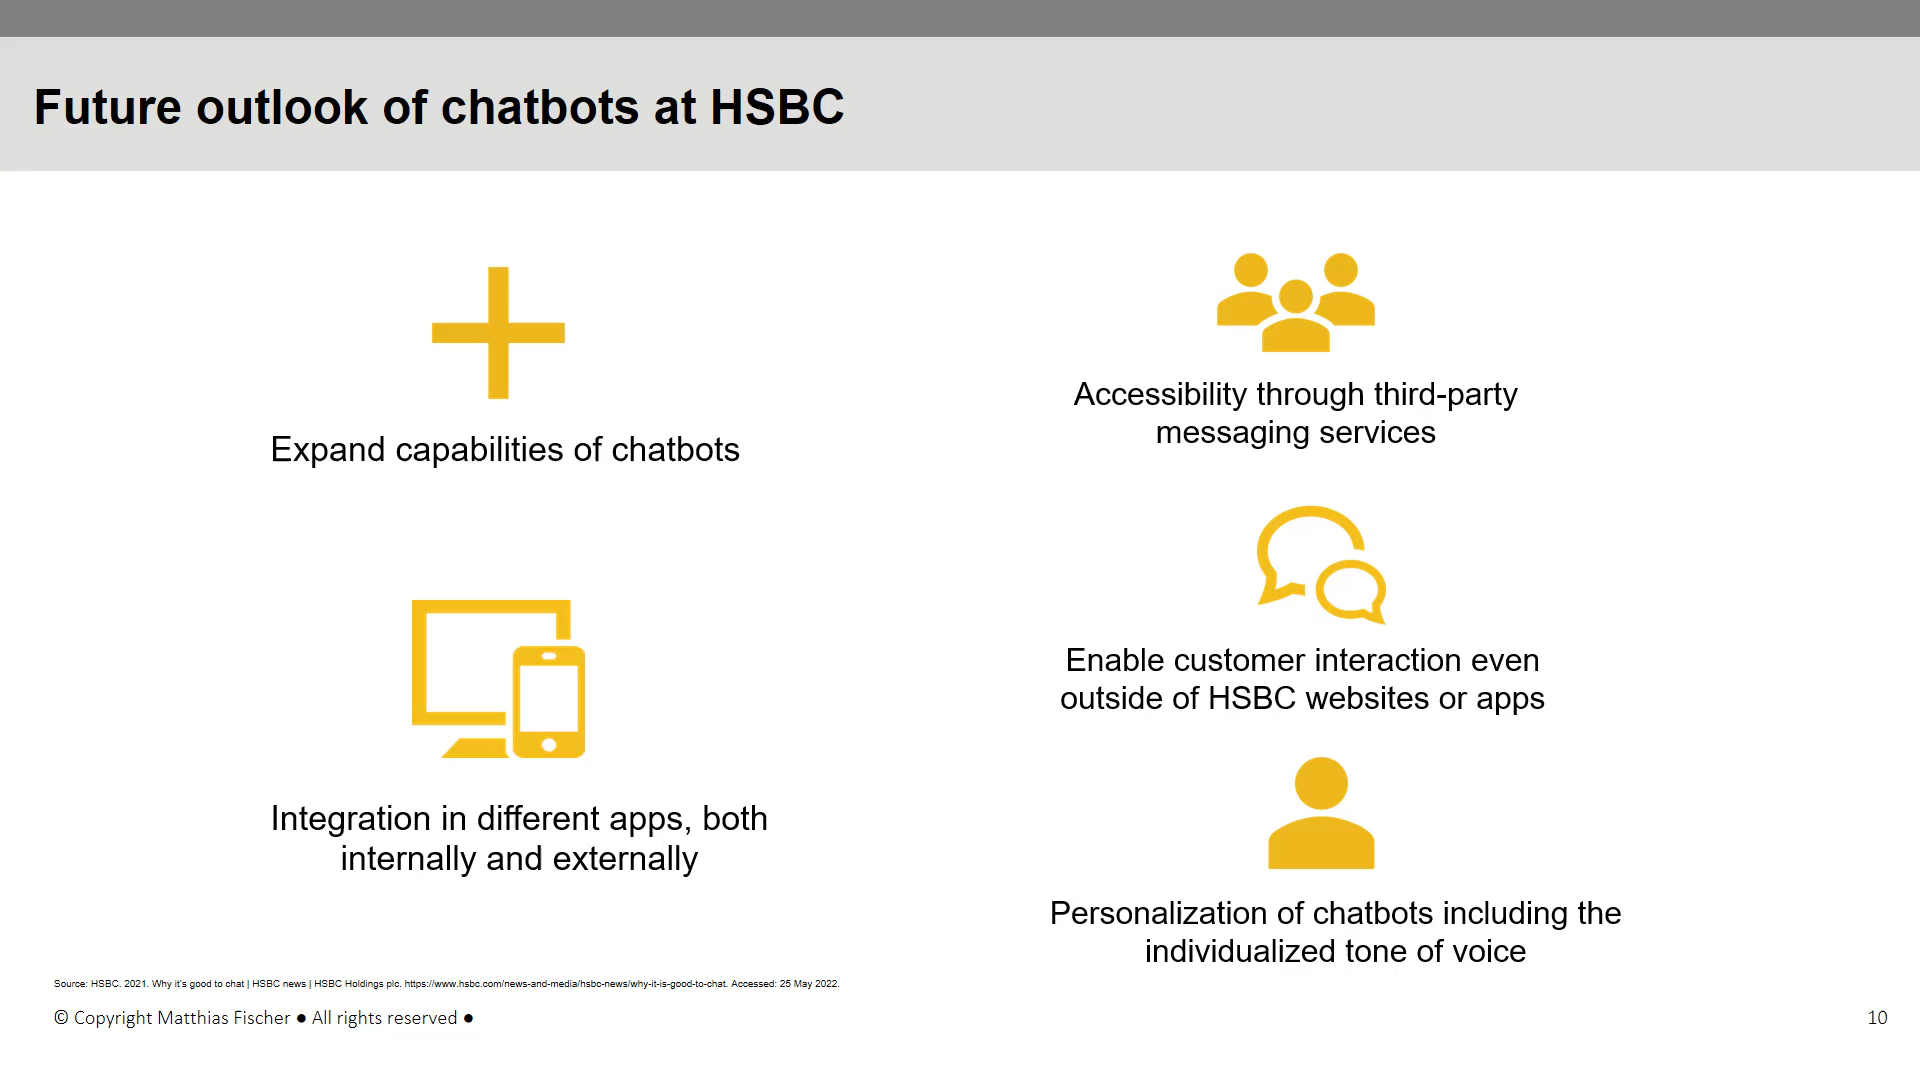 Future outlook of chatbots at HSBC
Expand capabilities of chatbots
Integration in different apps, both
internally and externally
Accessibility through third-party
messaging services
Enable customer interaction even
outside of HSBC websites or apps
Personalization of chatbots including the
individualized tone of voice
Source: HSBC. 2021. Why it's good to chat | HSBC news | HSBC Holdings plc. https://www.hsbc.com/news-and-media/hsbc-news/why-it-is-good-to-chat. Accessed: 25 May 2022.
© Copyright Matthias Fischer ● All rights reserved ●
10